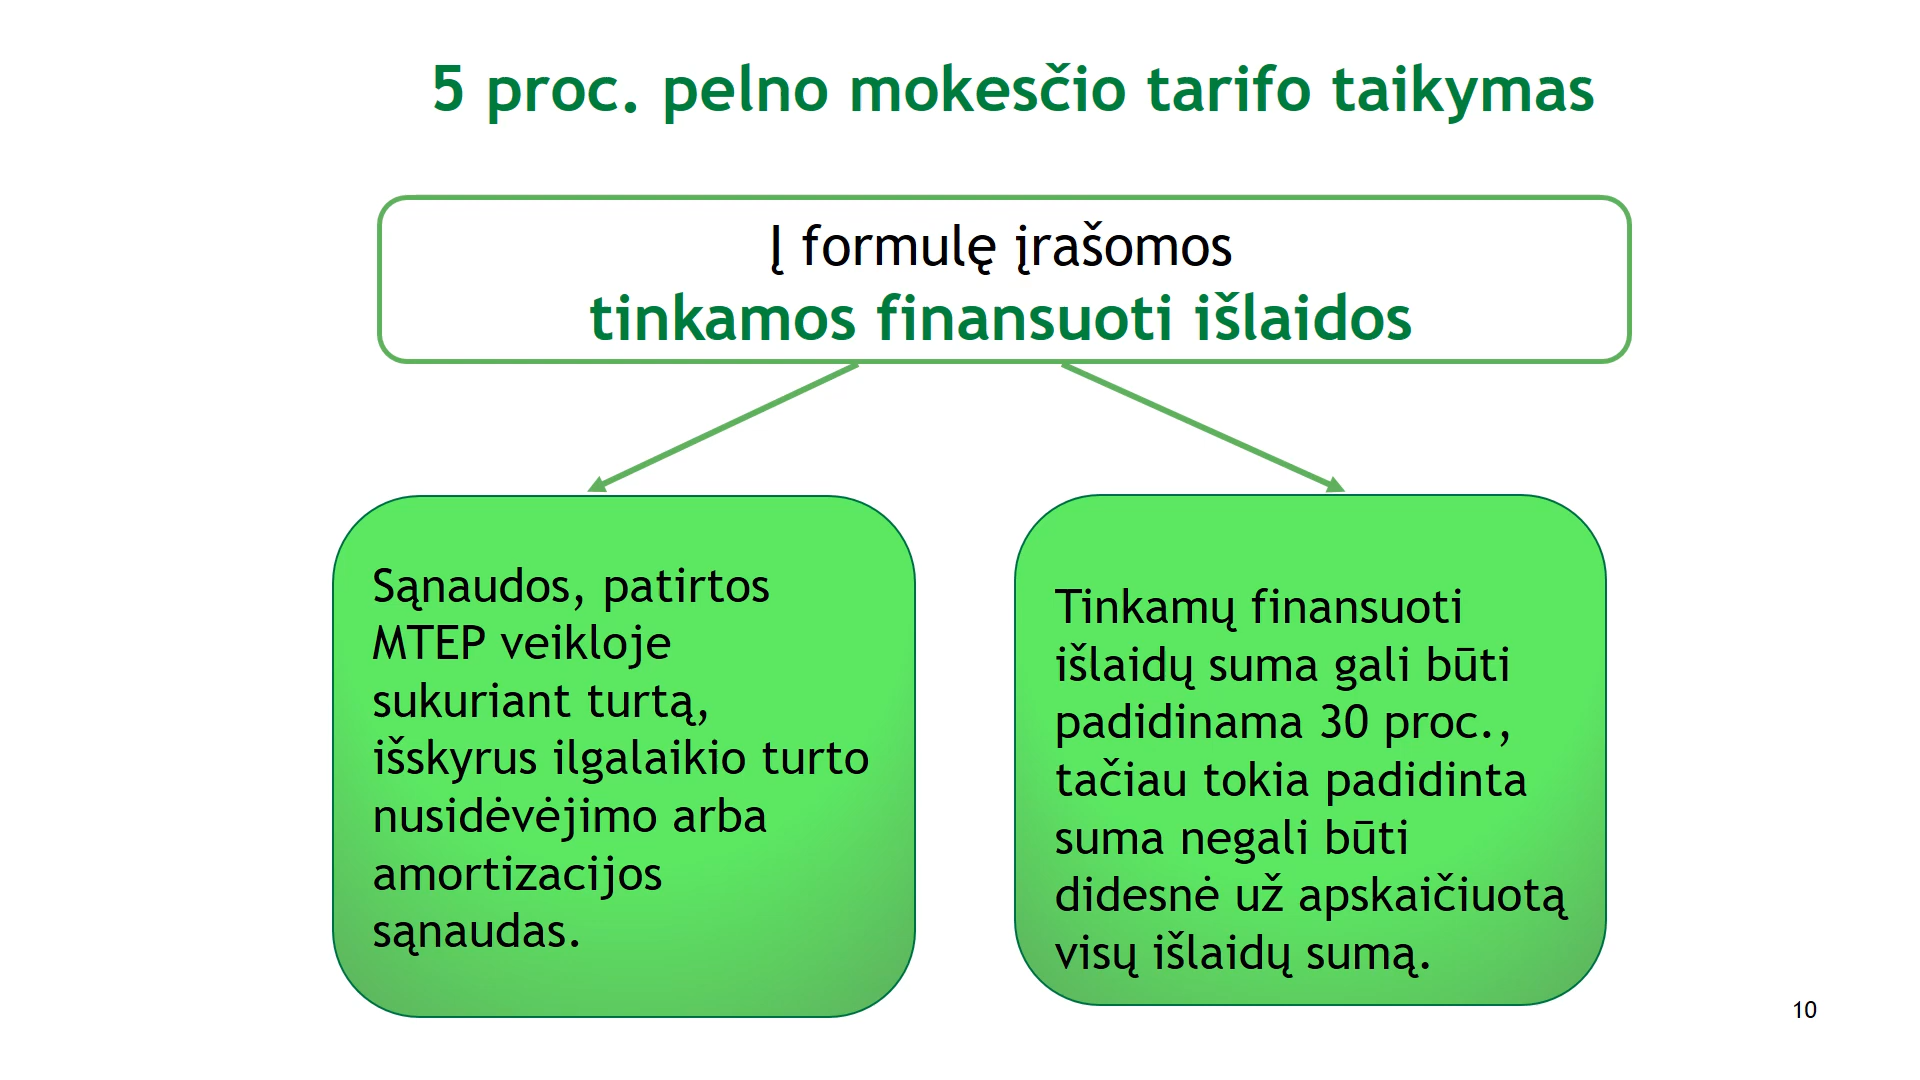 5 proc. pelno mokesčio tarifo taikymas
Į formulę įrašomos
tinkamos finansuoti išlaidos
Sąnaudos, patirtos
MTEP veikloje
sukuriant turtą,
išskyrus ilgalaikio turto
nusidėvėjimo arba
amortizacijos
sąnaudas.
Tinkamų finansuoti
išlaidų suma gali būti
padidinama 30 proc.,
tačiau tokia padidinta
suma negali būti
didesnė už apskaičiuotą
visų išlaidų sumą.
10